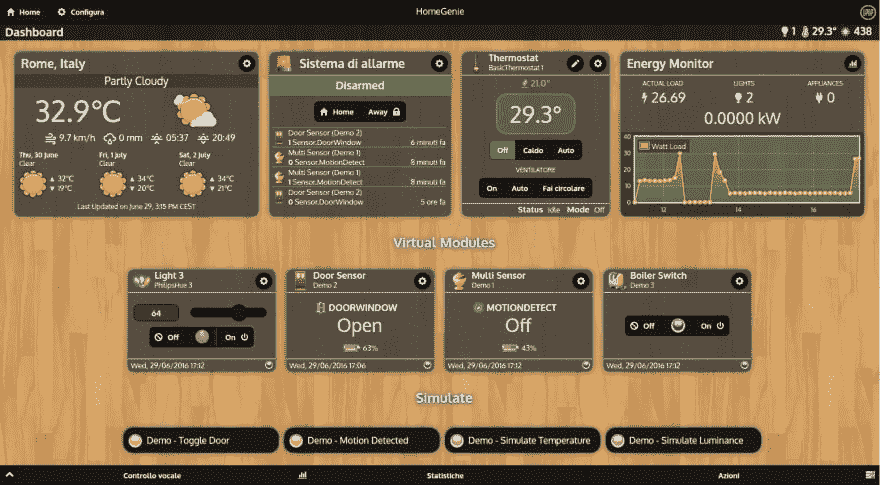 Home Configura HomeGenie
Dashboard 1 29.3° 438
Rome, Italy
Partly Cloudy
32.9°C
9.7 km/h 0 mm 05:37 20:49
Thu, 30 June Fri, 1 July Sat, 2 July
Clear Clear Clear
32°C 34°C 34°C
19°C 20°C 21°C
Last Updated on June 29, 3:15 PM CEST
Sistema di allarme
Disarmed
Home Away
Door Sensor (Demo 2)
1 Sensor.DoorWindow 6 minuti fa
Multi Sensor (Demo 1)
0 Sensor.MotionDetect 8 minuti fa
Multi Sensor (Demo 1)
1 Sensor.MotionDetect 8 minuti fa
Door Sensor (Demo 2)
0 Sensor.DoorWindow 5 ore fa
Thermostat
BasicThermostat 1
21.0°
29.3°
Off Caldo Auto
VENTILATORE
On Auto Fai circolare
Status Idle Mode Off
Energy Monitor
ACTUAL LOAD LIGHTS APPLIANCES
26.69 2 0
0.0000 kW
Watt Load
40
30
20
10
0
12 14 16
Virtual Modules
Light 3
PhilipsHue 3
64
Off On
Wed, 29/06/2016 17:12
Door Sensor
Demo 2
DOORWINDOW
Open
63%
Wed, 29/06/2016 17:06
Multi Sensor
Demo 1
MOTIONDETECT
Off
43%
Wed, 29/06/2016 17:12
Boiler Switch
Demo 3
Off On
Wed, 29/06/2016 17:12
Simulate
Demo - Toggle Door Demo - Motion Detected Demo - Simulate Temperature Demo - Simulate Luminance
Controllo vocale Statistiche Azioni